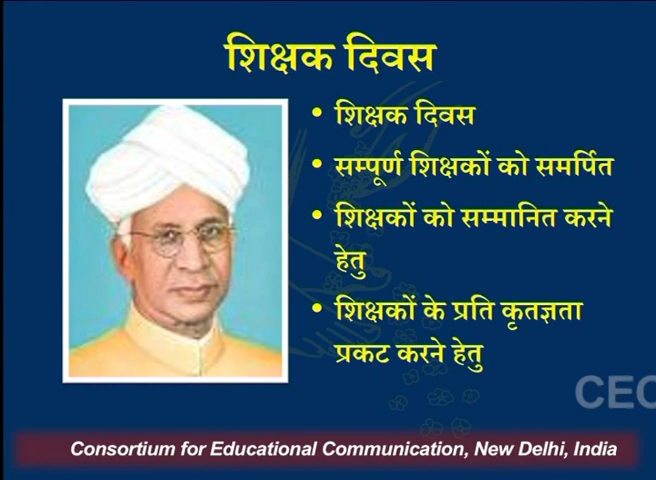 शिक्षक दिवस
• शिक्षक दिवस
• सम्पूर्ण शिक्षकों को समर्पित
• शिक्षकों को सम्मानित करने
हेतु
• शिक्षकों के प्रति कृतज्ञता
प्रकट करने हेतु
CEC
Consortium for Educational Communication, New Delhi, India